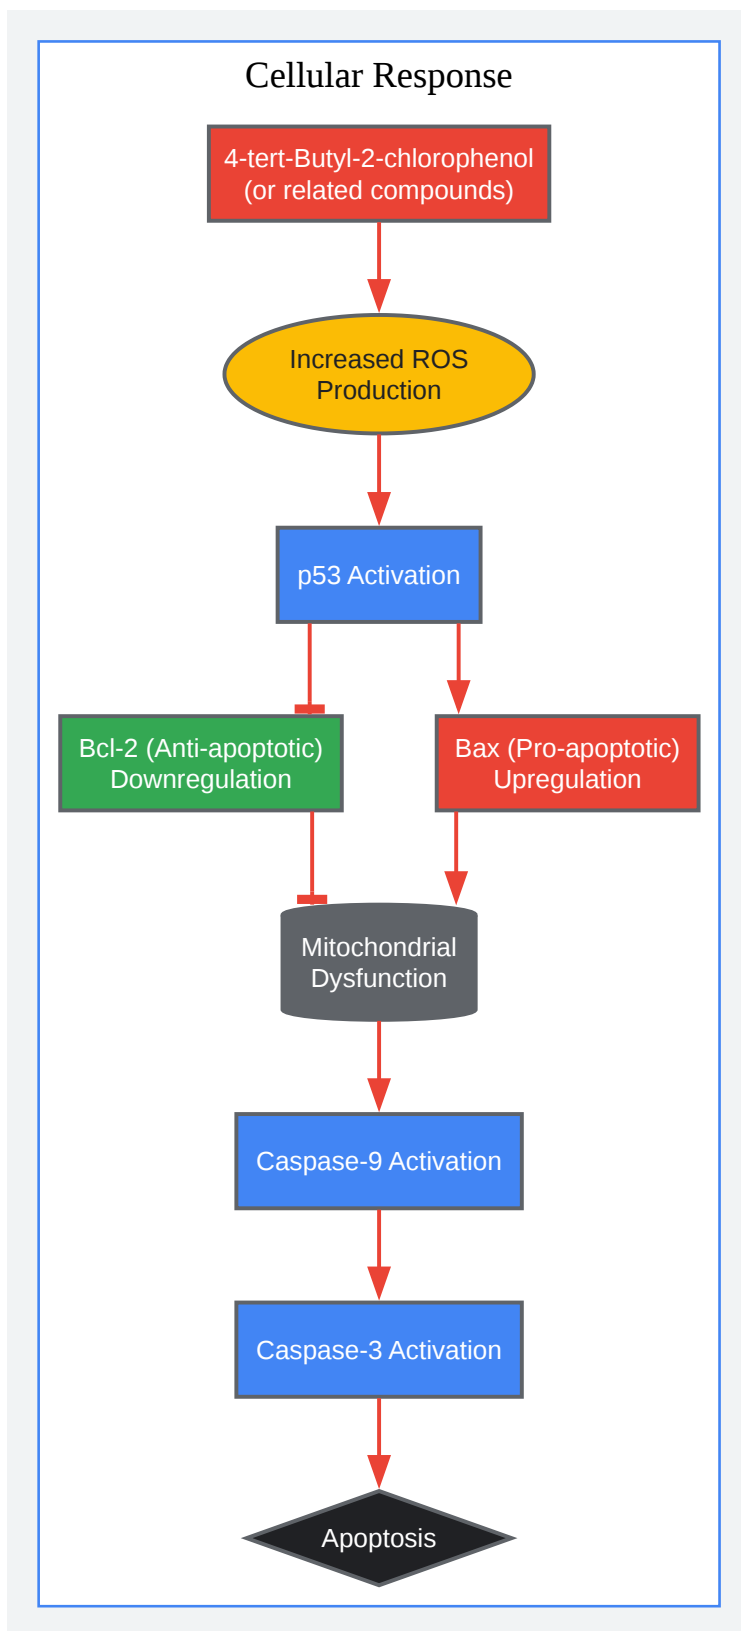 Cellular Response
4-tert-Butyl-2-chlorophenol
(or related compounds)
Increased ROS
Production
p53 Activation
Bcl-2 (Anti-apoptotic)
Downregulation
Bax (Pro-apoptotic)
Upregulation
Mitochondrial
Dysfunction
Caspase-9 Activation
Caspase-3 Activation
Apoptosis